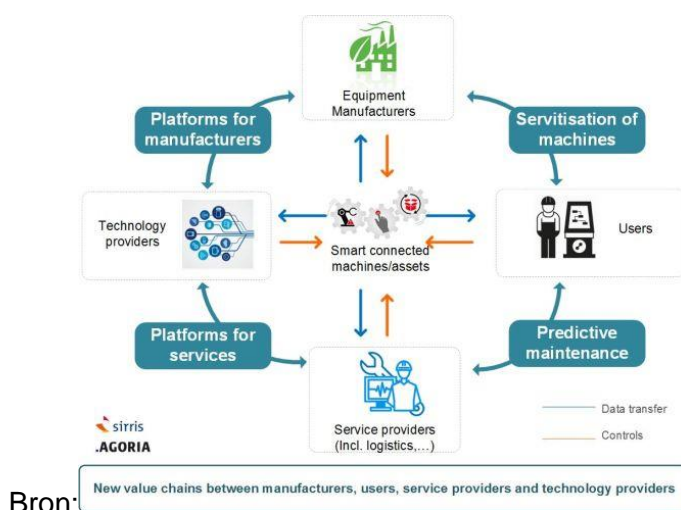 Equipment
Manufacturers
Platforms for
manufacturers
Servitisation of
machines
Technology
providers
Smart connected
machines/assets
Users
Platforms for
services
Predictive
maintenance
Service providers
(Incl. logistics,...)
sirris
.AGORIA
Data transfer
Controls
Bron:
New value chains between manufacturers, users, service providers and technology providers